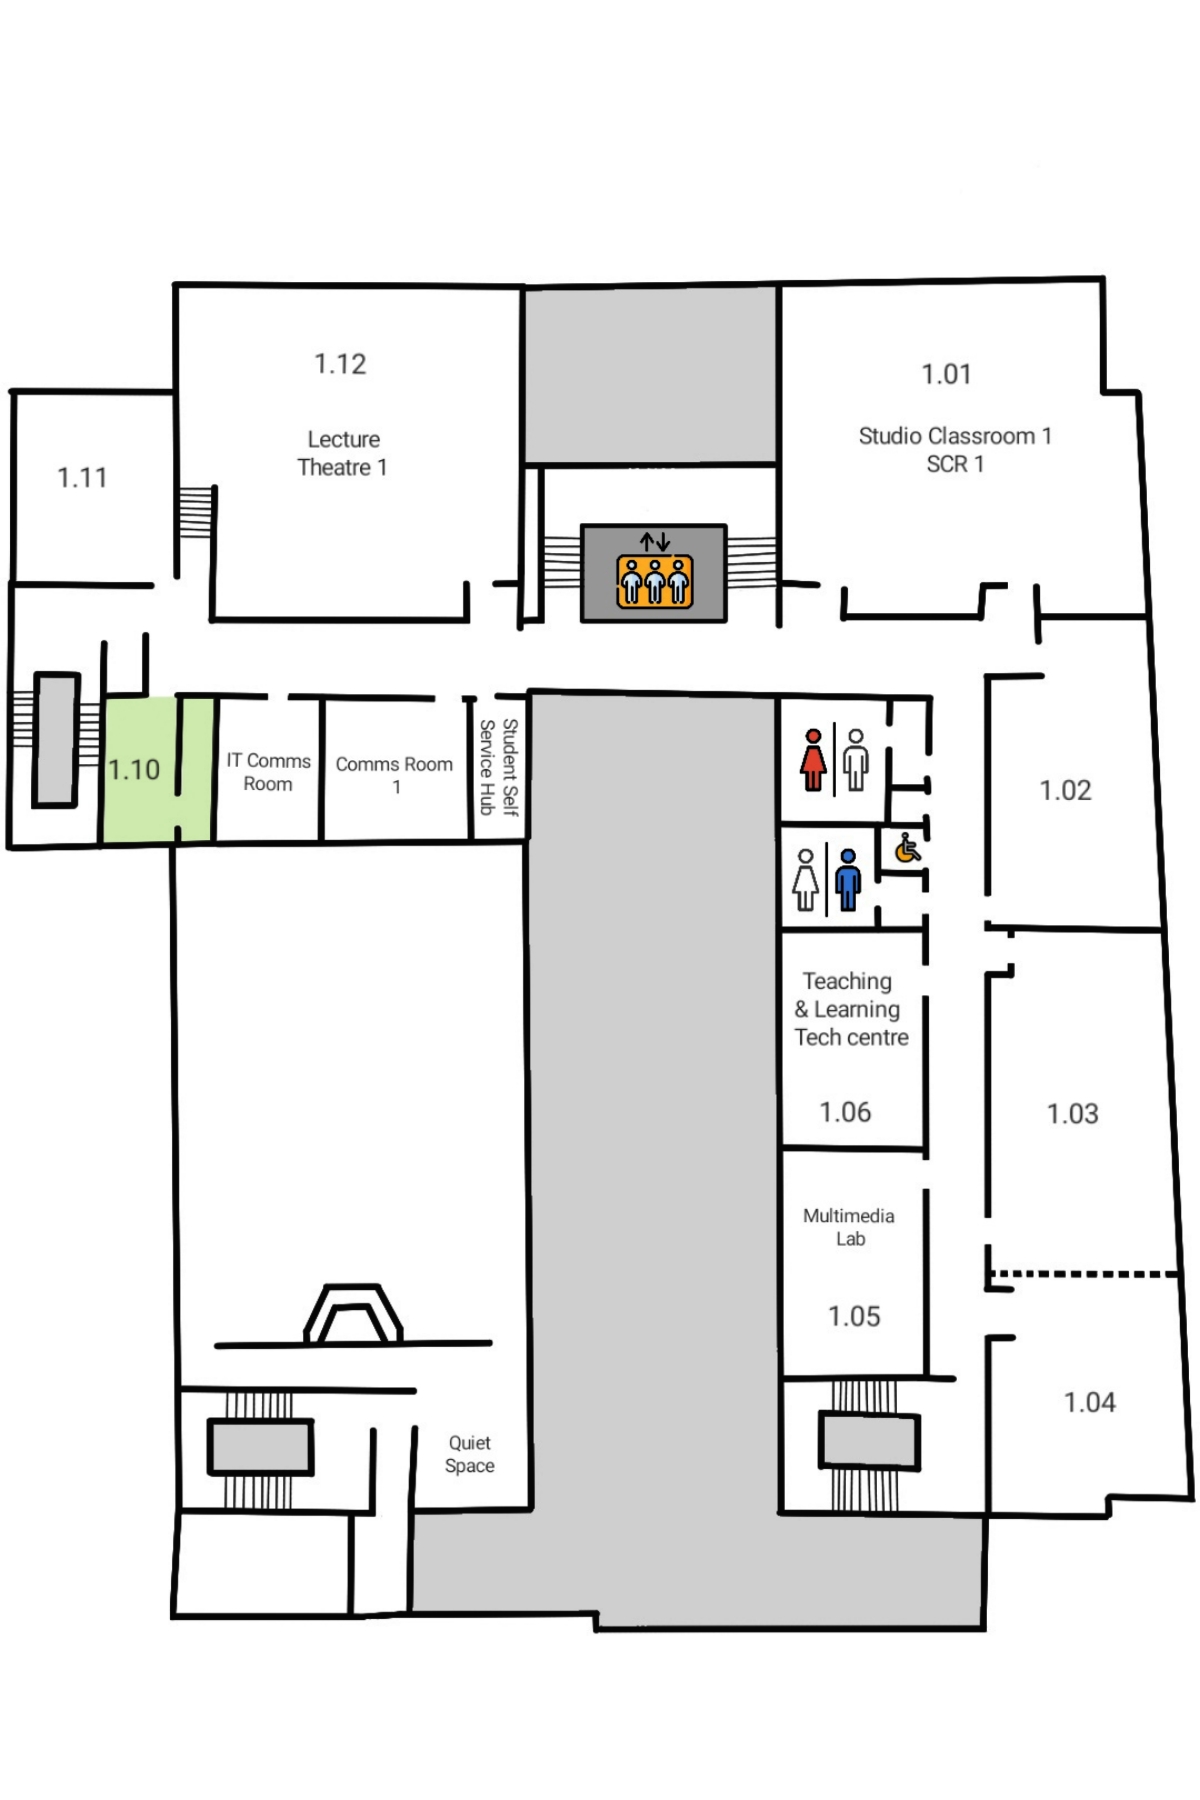 1.12
Lecture
Theatre 1
1.01
Studio Classroom 1
SCR 1
1.11
1.10
IT Comms
Room
Comms Room
1
Student Self
Service Hub
1.02
Teaching
& Learning
Tech centre
1.06
1.03
Multimedia
Lab
1.05
1.04
Quiet
Space